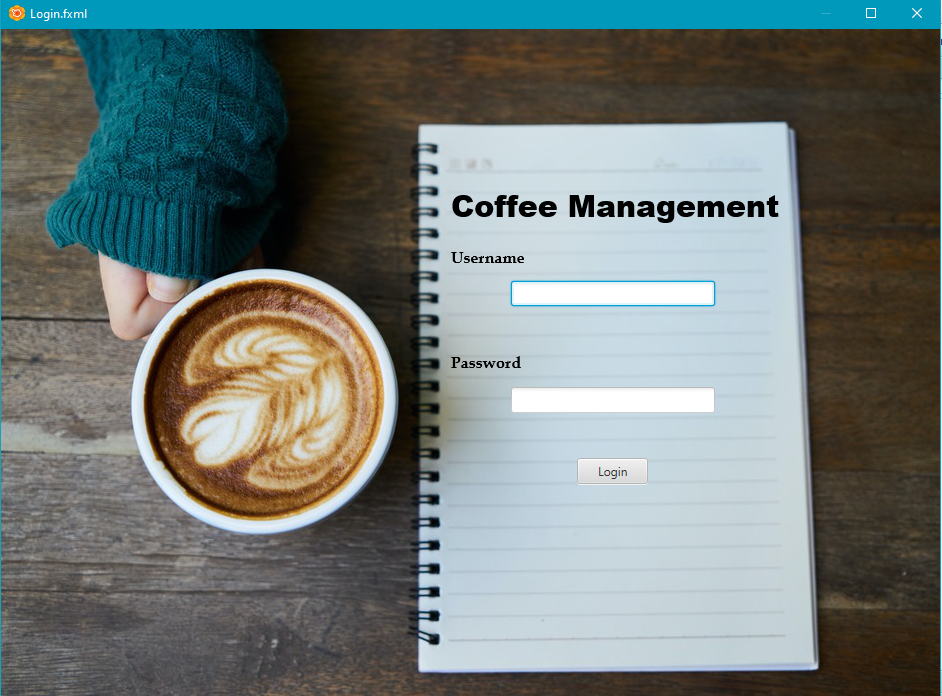 Login.fxml
Coffee Management
Username
Password
Login